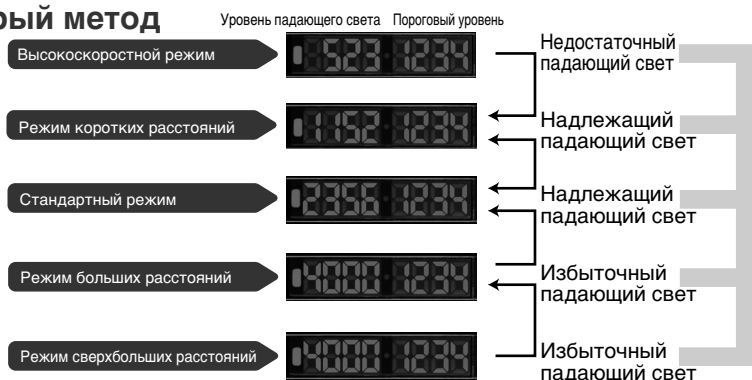 рый метод
Уровень падающего света Пороговый уровень
Высокоскоростной режим
523 1234
Недостаточный
падающий свет
Режим коротких расстояний
1152 1234
Надлежащий
падающий свет
Стандартный режим
2356 1234
Надлежащий
падающий свет
Режим больших расстояний
4000 1234
Избыточный
падающий свет
Режим сверхбольших расстояний
4000 1234
Избыточный
падающий свет